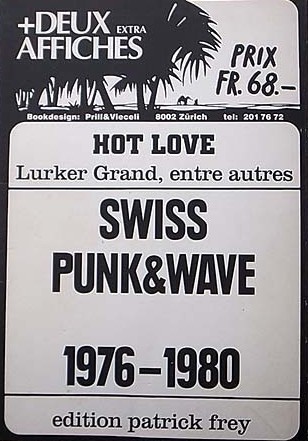 +DEUX EXTRA
AFFICHES
PRIX
FR. 68.–
Bookdesign: Prill&Vieceli 8002 Zürich tel: 201 76 72
HOT LOVE
Lurker Grand, entre autres
SWISS
PUNK&WAVE
1976–1980
edition patrick frey